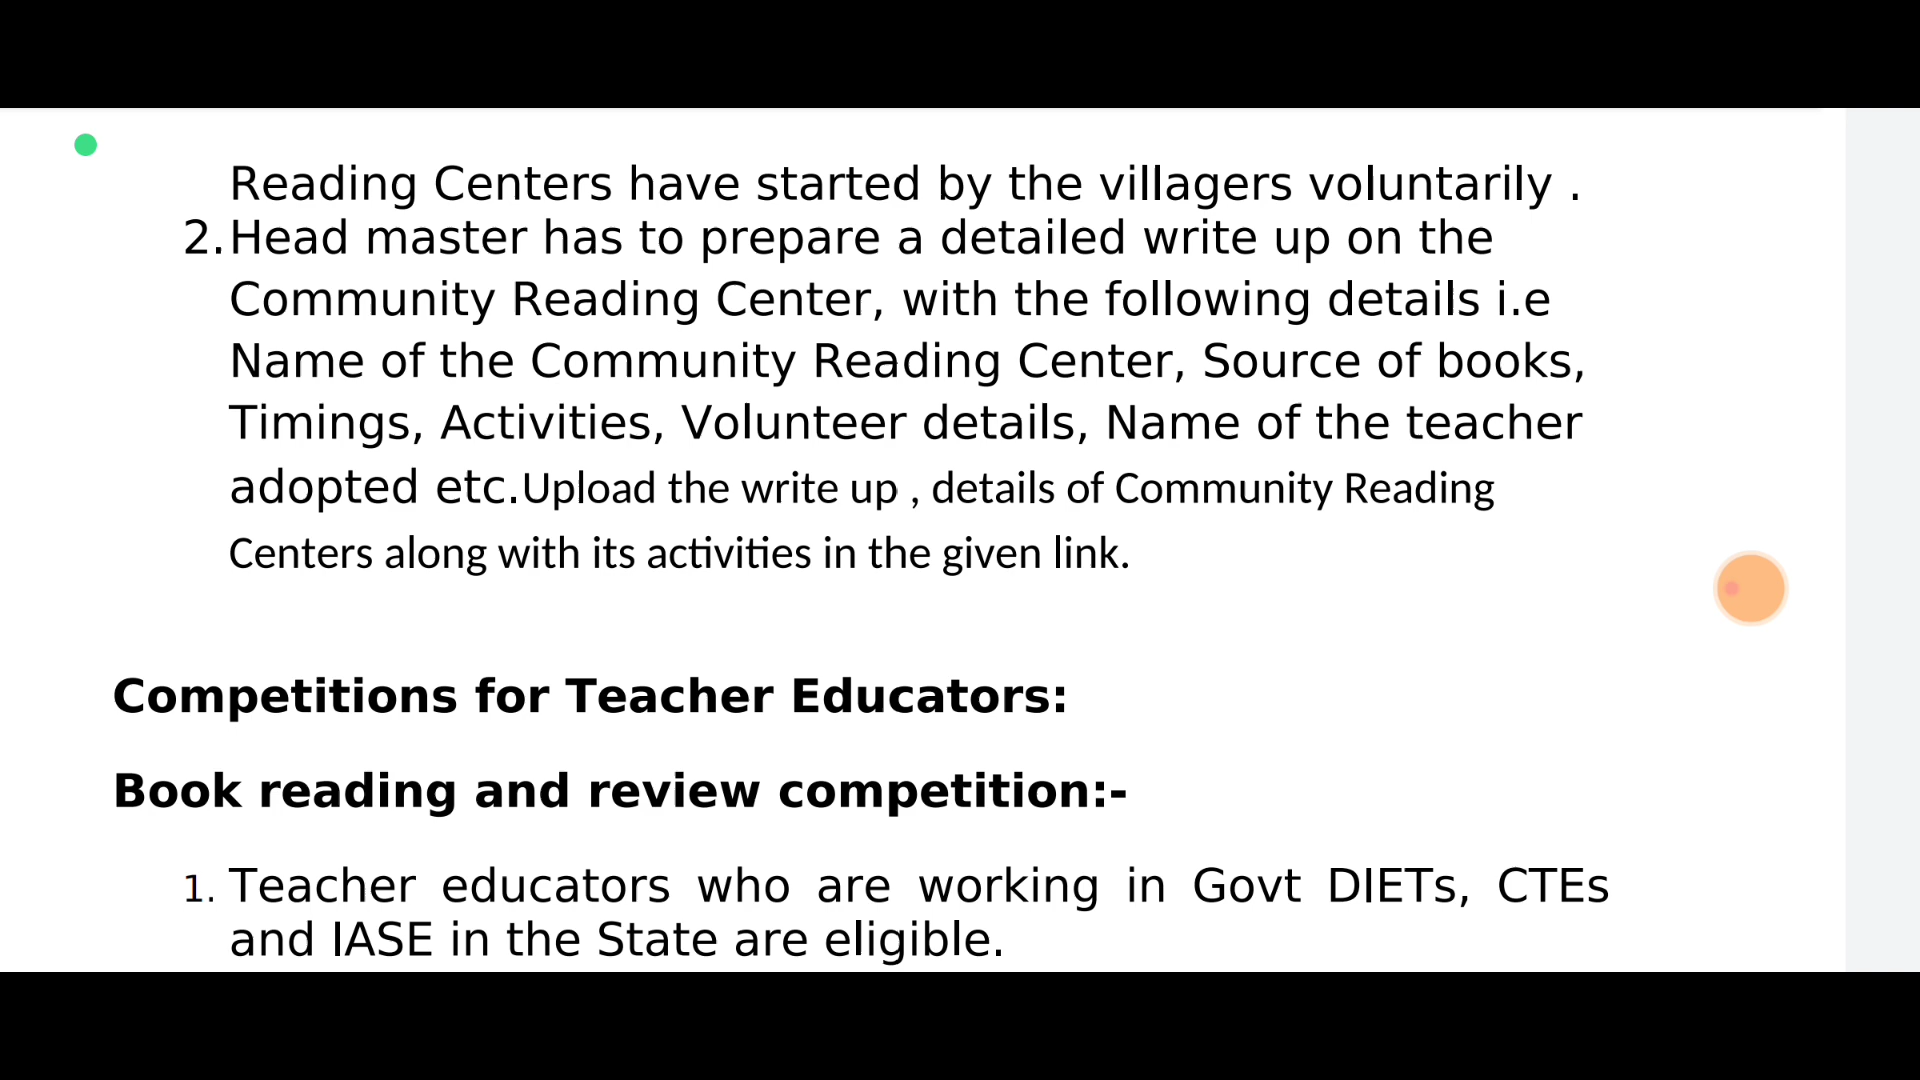 Reading Centers have started by the villagers voluntarily .
2. Head master has to prepare a detailed write up on the
Community Reading Center, with the following details i.e
Name of the Community Reading Center, Source of books,
Timings, Activities, Volunteer details, Name of the teacher
adopted etc.Upload the write up , details of Community Reading
Centers along with its activities in the given link.
Competitions for Teacher Educators:
Book reading and review competition:-
1. Teacher educators who are working in Govt DIETs, CTEs
and IASE in the State are eligible.